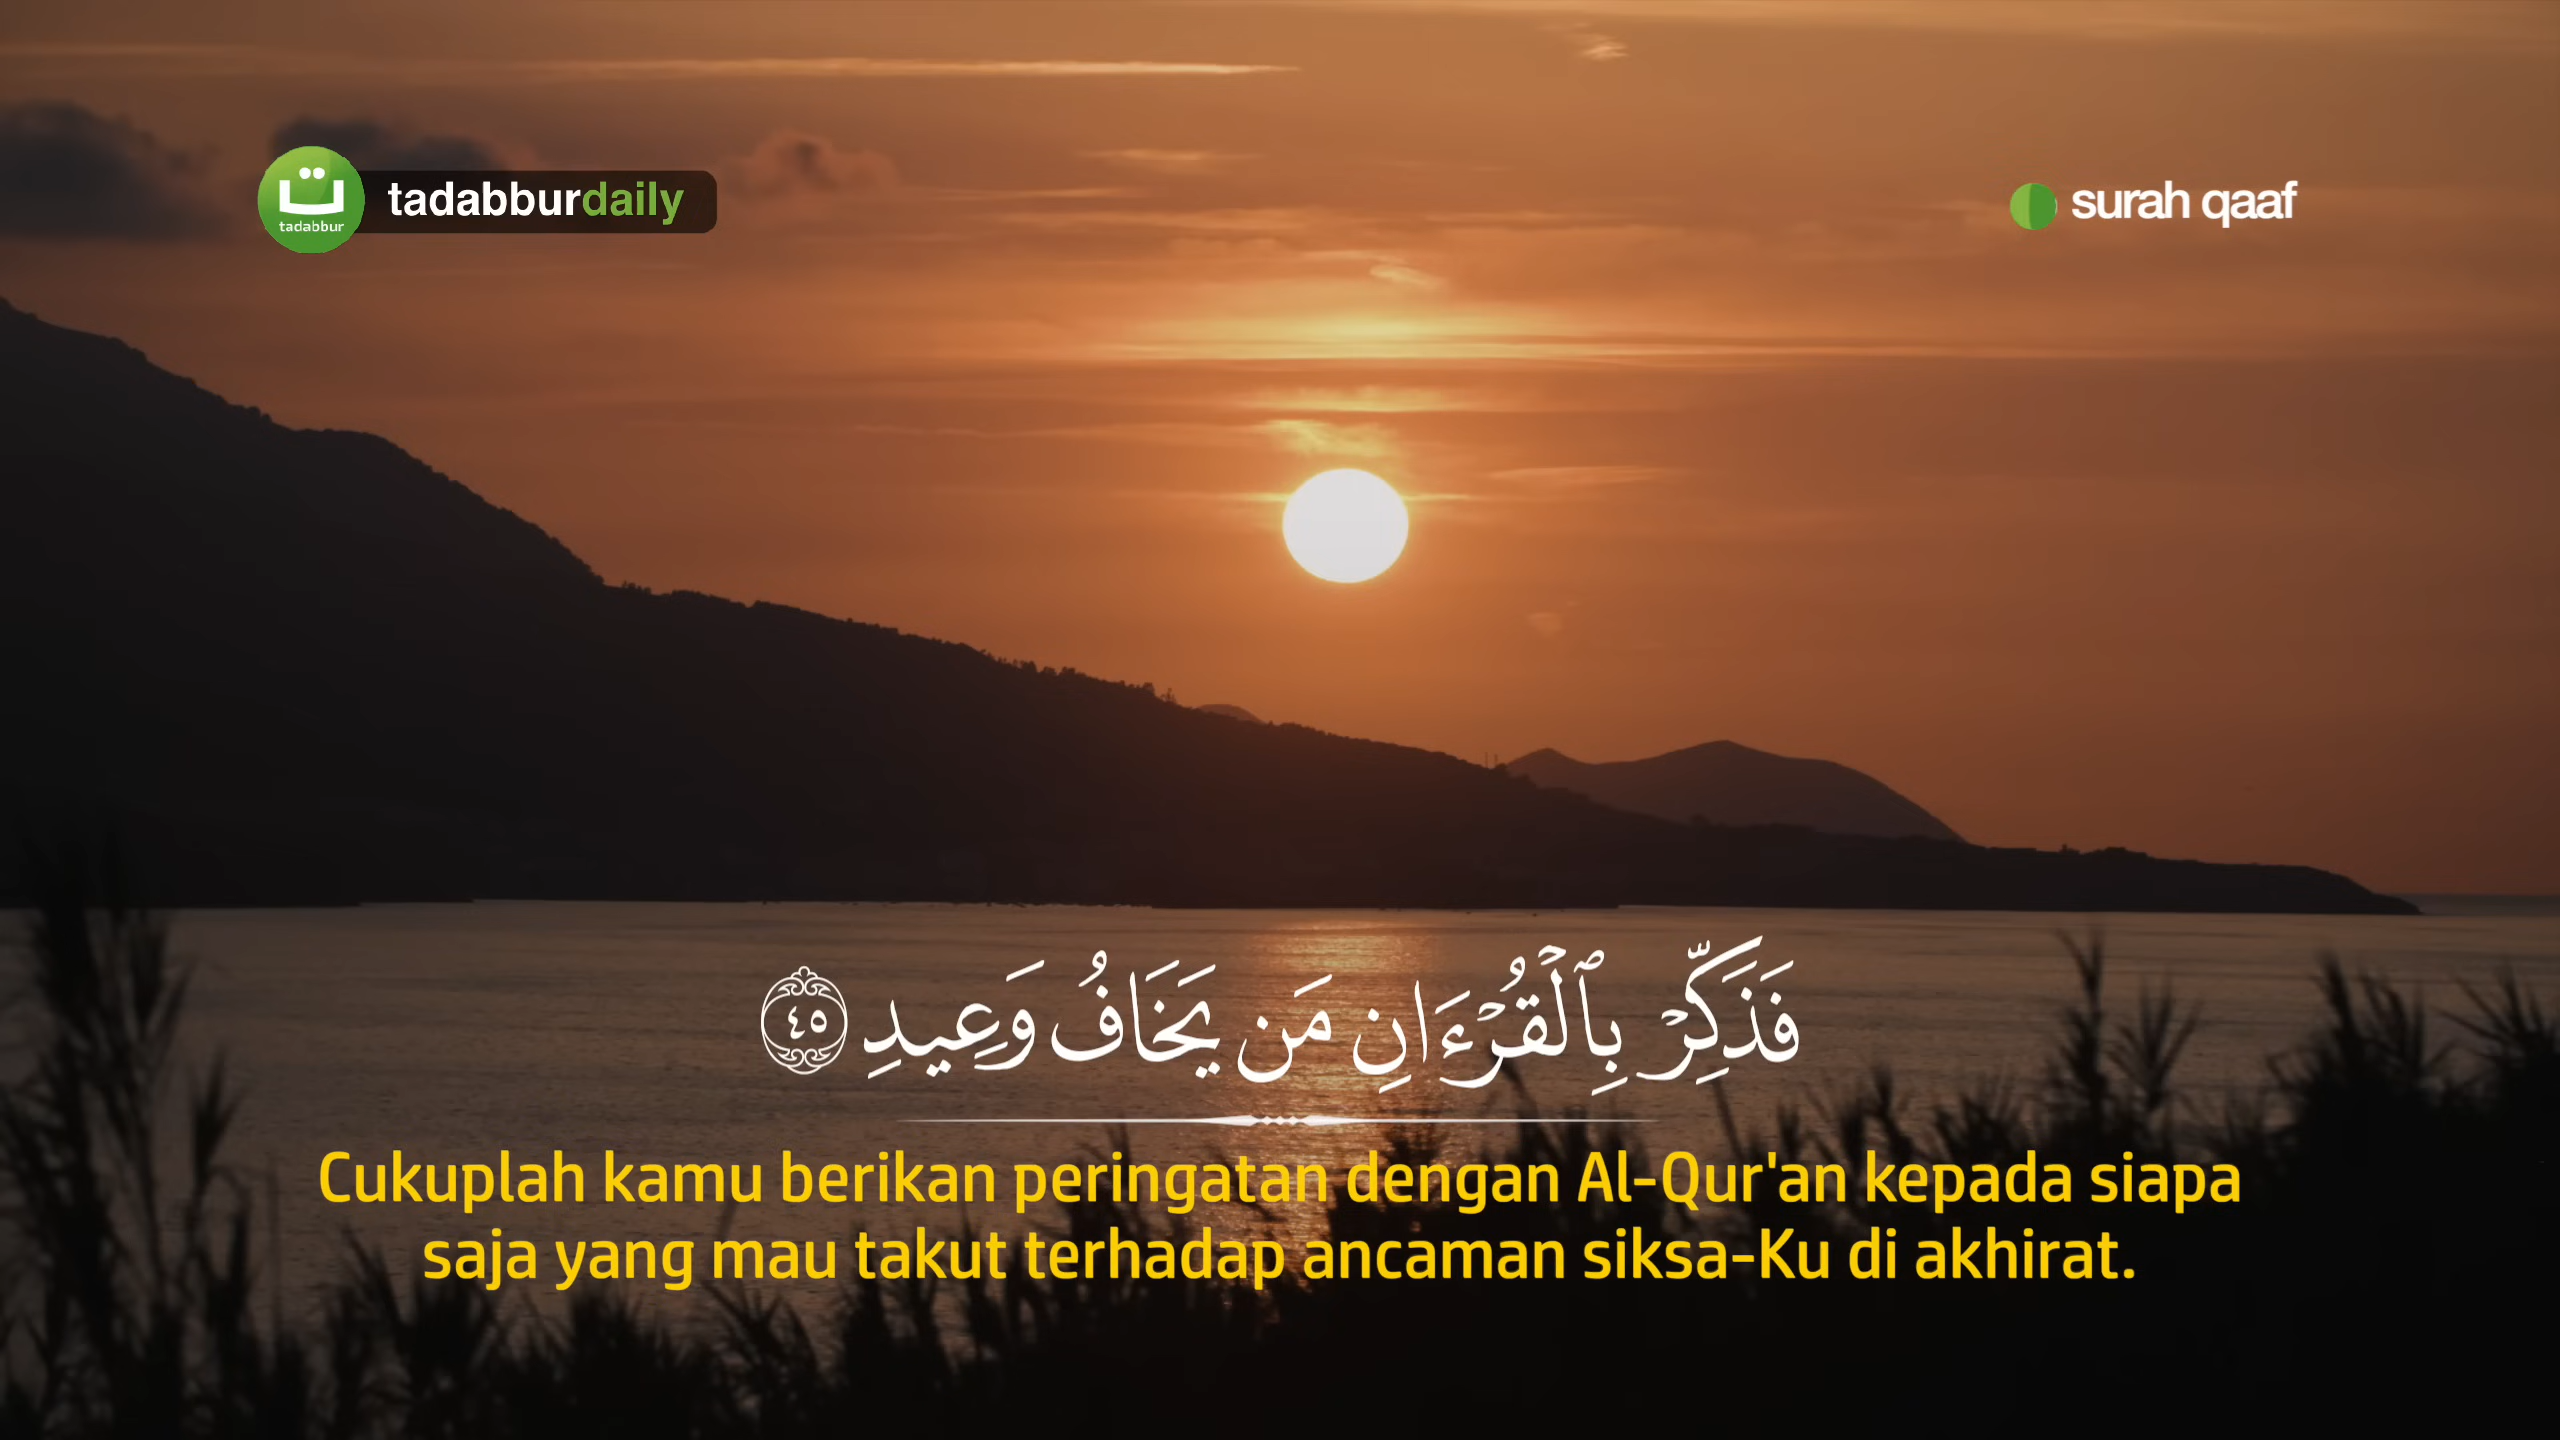 ت
tadabbur
tadabburdaily
surah qaaf
فَذَكِّرْ بِٱلْقُرْءَانِ مَن يَخَافُ وَعِيدِ ٤٥
Cukuplah kamu berikan peringatan dengan Al-Qur'an kepada siapa
saja yang mau takut terhadap ancaman siksa-Ku di akhirat.